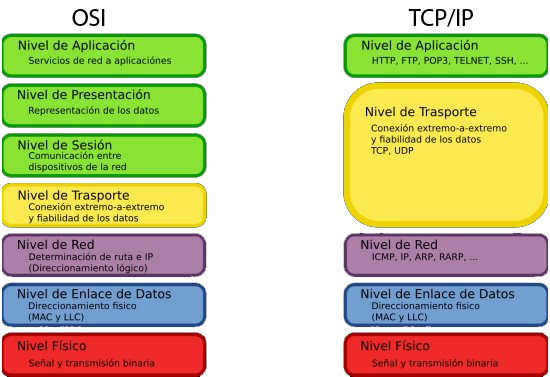 OSI
Nivel de Aplicación
Servicios de red a aplicaciónes
Nivel de Presentación
Representación de los datos
Nivel de Sesión
Comunicación entre
dispositivos de la red
Nivel de Trasporte
Conexión extremo-a-extremo
y fiabilidad de los datos
Nivel de Red
Determinación de ruta e IP
(Direccionamiento lógico)
Nivel de Enlace de Datos
Direccionamiento fisico
(MAC y LLC)
Nivel Físico
Señal y transmisión binaria
TCP/IP
Nivel de Aplicación
HTTP, FTP, POP3, TELNET, SSH, ...
Nivel de Trasporte
Conexión extremo-a-extremo
y fiabilidad de los datos
TCP, UDP
Nivel de Red
ICMP, IP, ARP, RARP, ...
Nivel de Enlace de Datos
Direccionamiento fisico
(MAC y LLC)
Nivel Físico
Señal y transmisión binaria